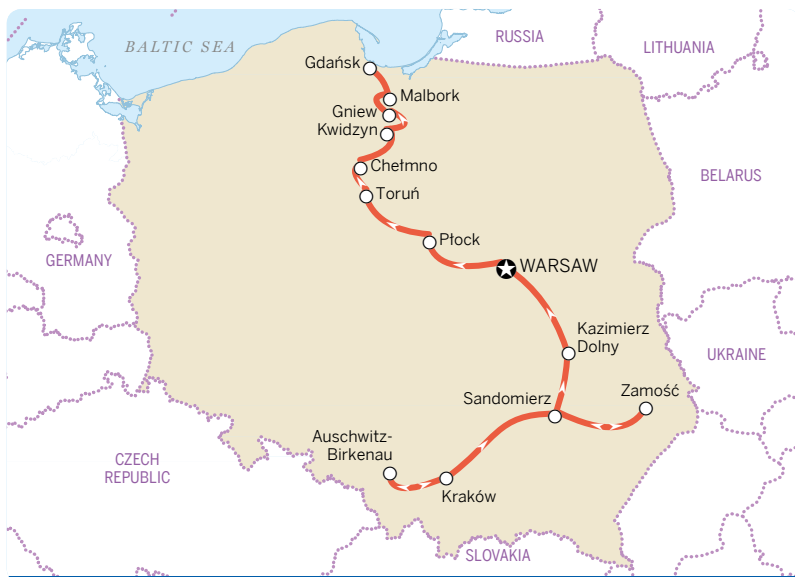 BALTIC SEA
RUSSIA
LITHUANIA
Gdańsk
Malbork
Gniew
Kwidzyn
Chełmno
BELARUS
Toruń
Płock
GERMANY
WARSAW
Kazimierz
Dolny
UKRAINE
Zamość
Sandomierz
Auschwitz-
Birkenau
CZECH
REPUBLIC
Kraków
SLOVAKIA